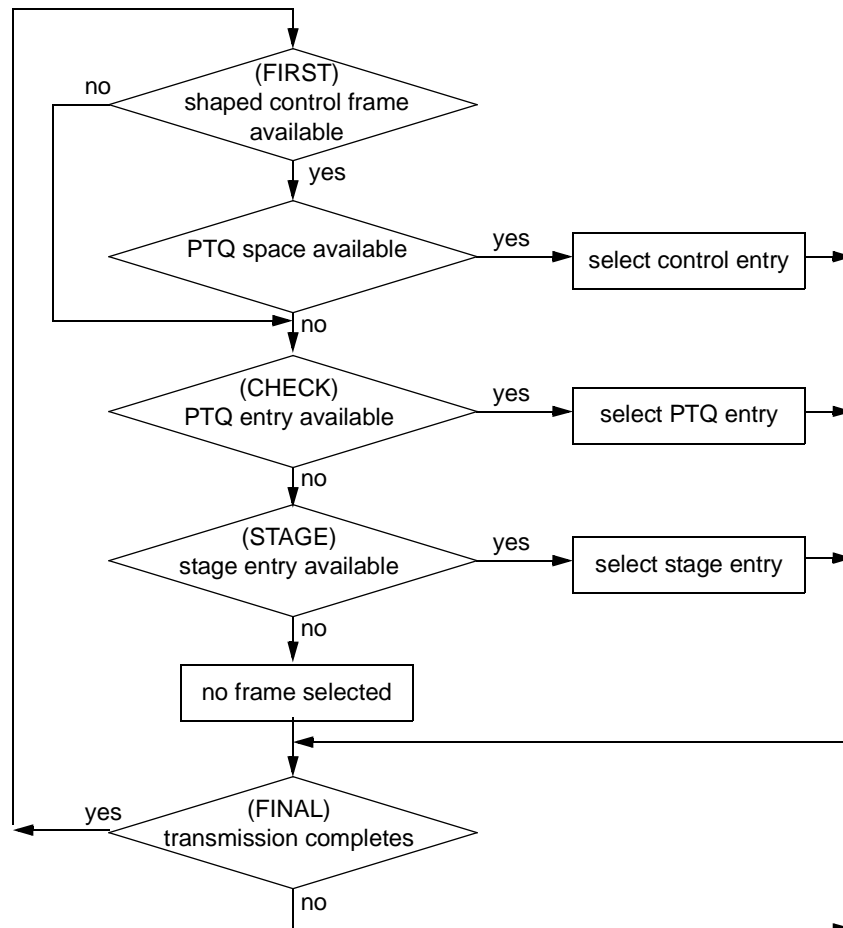 (FIRST)
no
shaped control frame
available
yes
PTQ space available
yes
select control entry
no
(CHECK)
yes
PTQ entry available
select PTQ entry
no
(STAGE)
yes
stage entry available
select stage entry
no
no frame selected
(FINAL)
yes
transmission completes
no